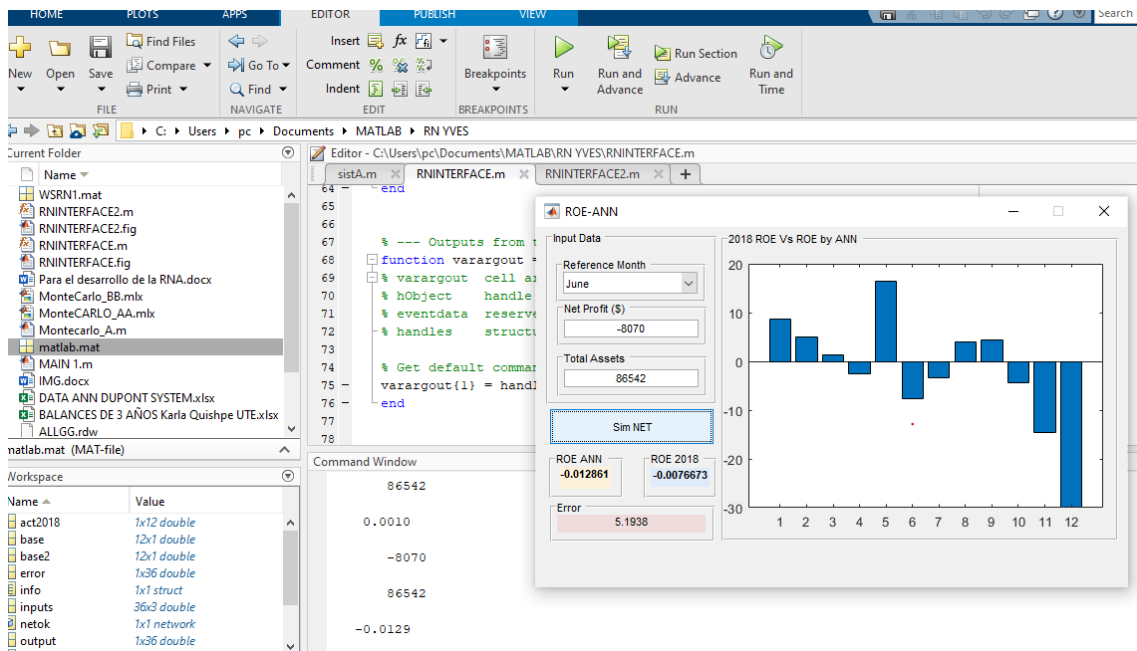 HOME PLOTS APPS EDITOR PUBLISH VIEW Search
Find Files Insert fx
New Open Save Compare Go To Comment % Breakpoints Run Run and Advance Run Section Advance Run and Time
Print Find Indent
FILE NAVIGATE EDIT BREAKPOINTS RUN
C: Users pc Documents MATLAB RN YVES
Current Folder
Name
WSRN1.mat
RNINTERFACE2.m
RNINTERFACE2.fig
RNINTERFACE.m
RNINTERFACE.fig
Para el desarrollo de la RNA.docx
MonteCarlo_BB.mlx
MonteCARLO_AA.mlx
Montecarlo_A.m
matlab.mat
MAIN 1.m
IMG.docx
DATA ANN DUPONT SYSTEM.xlsx
BALANCES DE 3 AÑOS Karla Quishpe UTE.xlsx
ALLGG.rdw
matlab.mat (MAT-file)
Workspace
Name Value
act2018 1x12 double
base 12x1 double
base2 12x1 double
error 1x36 double
info 1x1 struct
inputs 36x3 double
netok 1x1 network
output 1x36 double
Editor - C:\Users\pc\Documents\MATLAB\RN YVES\RNINTERFACE.m
sistA.m RNINTERFACE.m RNINTERFACE2.m +
64 - end
65
66
67 % --- Outputs from t
68 function varargout =
69 % varargout cell ar
70 % hObject handle
71 % eventdata reserve
72 % handles structu
73
74 % Get default comman
75 - varargout{1} = handl
76 - end
77
78
Command Window
86542
0.0010
-8070
86542
-0.0129
ROE-ANN
Input Data
Reference Month
June
Net Profit ($)
-8070
Total Assets
86542
Sim NET
ROE ANN
-0.012861
ROE 2018
-0.0076673
Error
5.1938
2018 ROE Vs ROE by ANN
20
10
0
-10
-20
-30
1 2 3 4 5 6 7 8 9 10 11 12